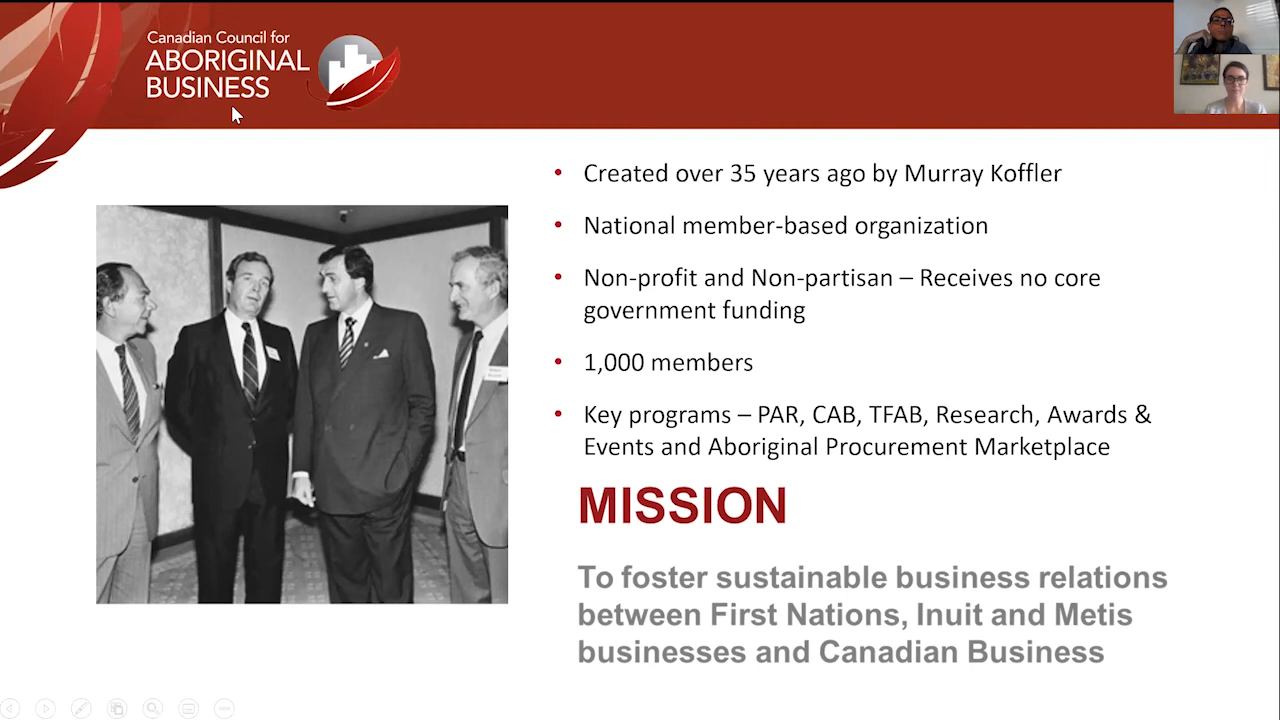 Canadian Council for
ABORIGINAL
BUSINESS
• Created over 35 years ago by Murray Koffler
• National member-based organization
• Non-profit and Non-partisan – Receives no core
government funding
• 1,000 members
• Key programs – PAR, CAB, TFAB, Research, Awards &
Events and Aboriginal Procurement Marketplace
MISSION
To foster sustainable business relations
between First Nations, Inuit and Metis
businesses and Canadian Business